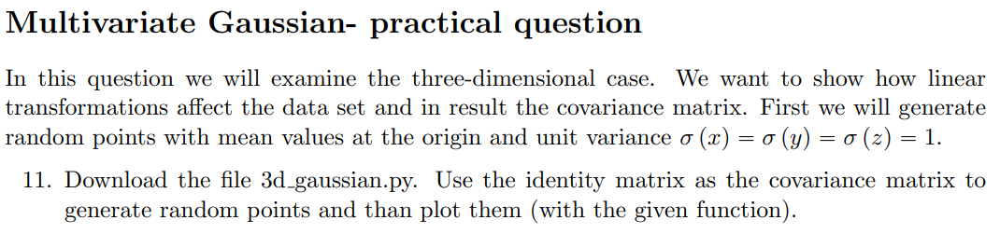 Multivariate Gaussian- practical question
In this question we will examine the three-dimensional case. We want to show how linear
transformations affect the data set and in result the covariance matrix. First we will generate
random points with mean values at the origin and unit variance σ (x) = σ (y) = σ (z) = 1.
11. Download the file 3d_gaussian.py. Use the identity matrix as the covariance matrix to
generate random points and than plot them (with the given function).